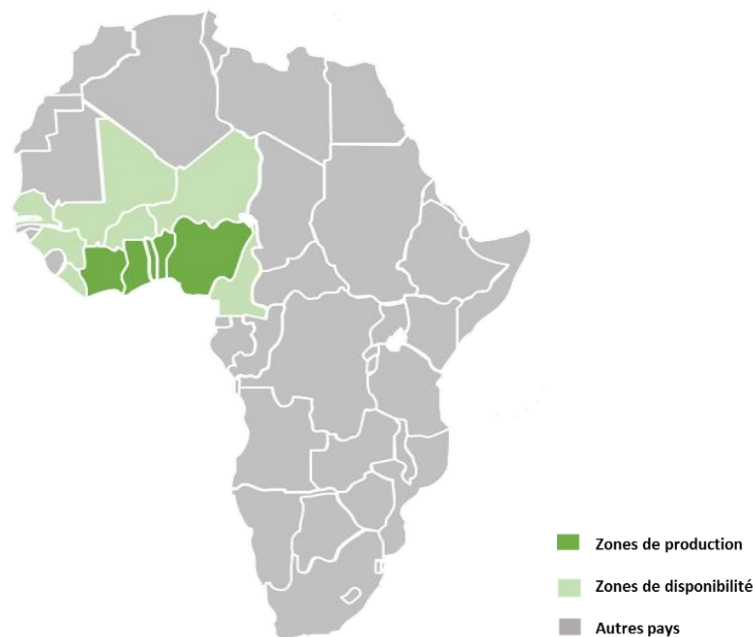 Zones de production
Zones de disponibilité
Autres pays